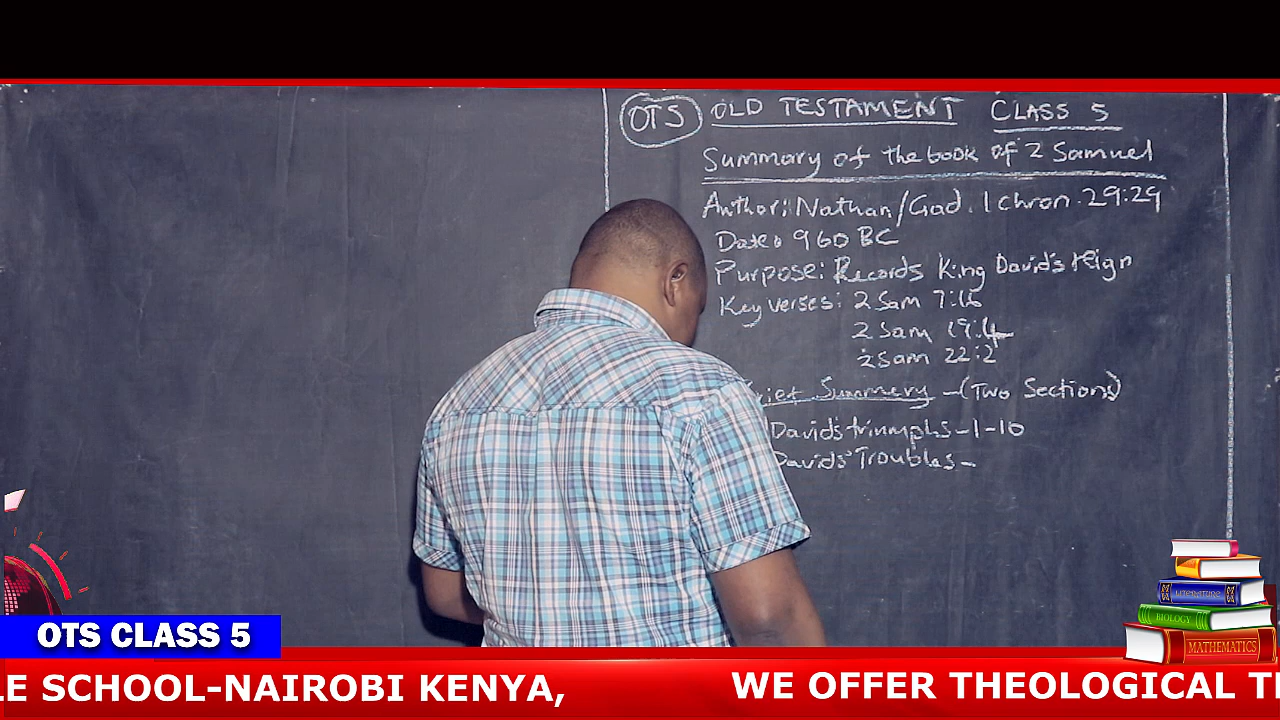 OTS OLD TESTAMENT CLASS 5
Summary of the book of 2 Samuel
Author: Nathan/Gad. 1 chron. 29:29
Date: 960 BC
Purpose: Records King David's reign
Key verses: 2 Sam 7:16
2 Sam 19:4
2 Sam 22:2
Summary - (Two Sections)
David's triumphs - 1-10
David's Troubles -
LITERATURE
BIOLOGY
MATHEMATICS
OTS CLASS 5
LE SCHOOL-NAIROBI KENYA, WE OFFER THEOLOGICAL